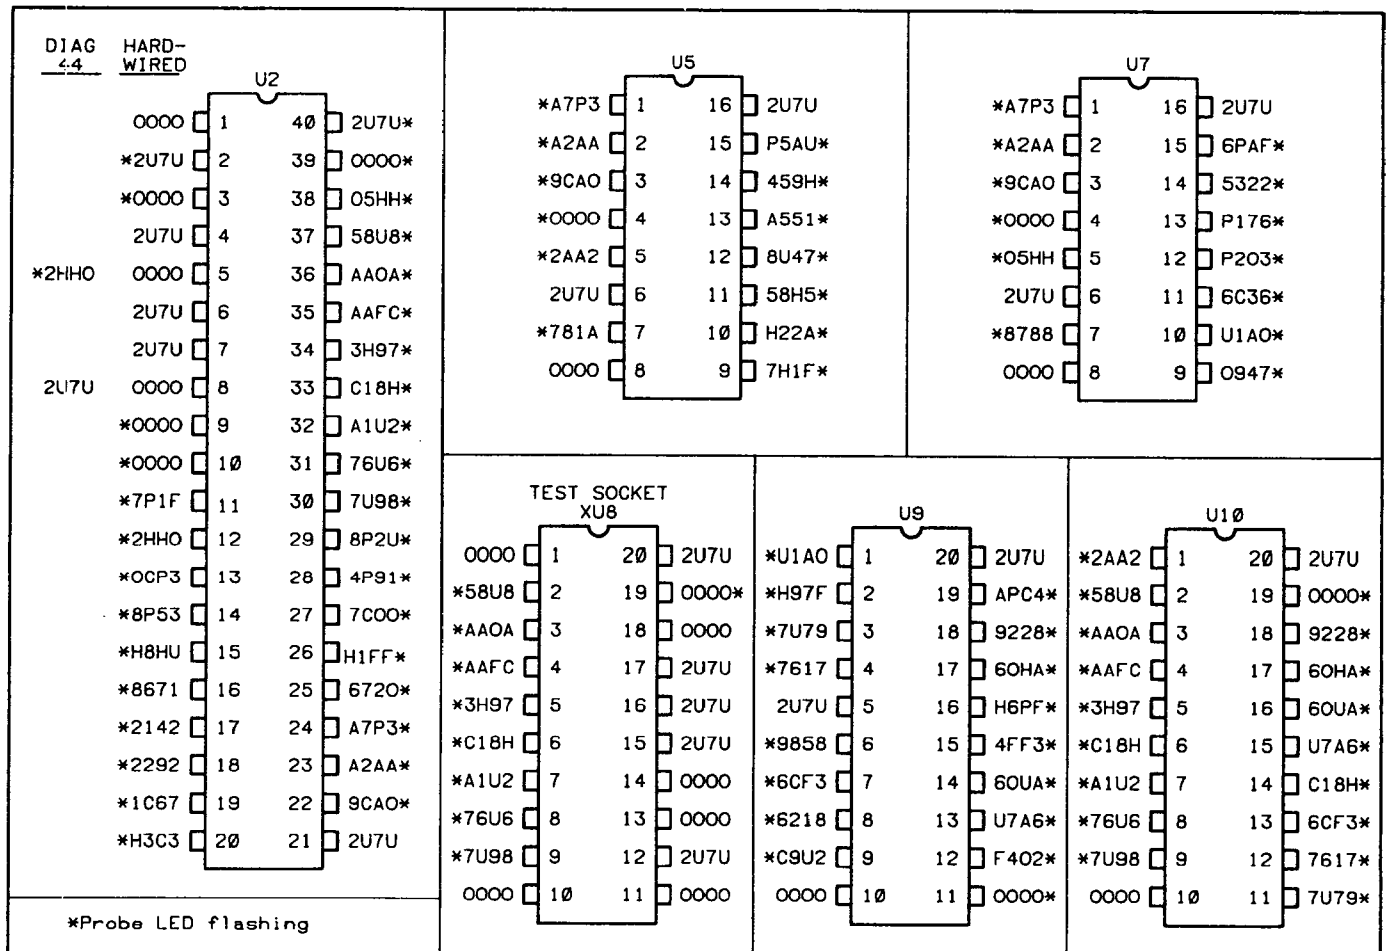 DIAG HARD-
44 WIRED
U2
0000 1 40 2U7U*
*2U7U 2 39 0000*
*0000 3 38 05HH*
2U7U 4 37 58U8*
*2HH0 0000 5 36 AA0A*
2U7U 6 35 AAFC*
2U7U 7 34 3H97*
2U7U 0000 8 33 C18H*
*0000 9 32 A1U2*
*0000 10 31 76U6*
*7P1F 11 30 7U98*
*2HH0 12 29 8P2U*
*0CP3 13 28 4P91*
*8P53 14 27 7C00*
*H8HU 15 26 H1FF*
*8671 16 25 6720*
*2142 17 24 A7P3*
*2292 18 23 A2AA*
*1C67 19 22 9CA0*
*H3C3 20 21 2U7U
*Probe LED flashing
U5
*A7P3 1 16 2U7U
*A2AA 2 15 P5AU*
*9CA0 3 14 459H*
*0000 4 13 A551*
*2AA2 5 12 8U47*
2U7U 6 11 58H5*
*781A 7 10 H22A*
0000 8 9 7H1F*
U7
*A7P3 1 16 2U7U
*A2AA 2 15 6PAF*
*9CA0 3 14 5322*
*0000 4 13 P176*
*05HH 5 12 P203*
2U7U 6 11 6C36*
*8788 7 10 U1A0*
0000 8 9 0947*
TEST SOCKET
XU8
0000 1 20 2U7U
*58U8 2 19 0000*
*AA0A 3 18 0000
*AAFC 4 17 2U7U
*3H97 5 16 2U7U
*C18H 6 15 2U7U
*A1U2 7 14 0000
*76U6 8 13 0000
*7U98 9 12 2U7U
0000 10 11 0000
U9
*U1A0 1 20 2U7U
*H97F 2 19 APC4*
*7U79 3 18 9228*
*7617 4 17 60HA*
2U7U 5 16 H6PF*
*9858 6 15 4FF3*
*6CF3 7 14 60UA*
*6218 8 13 U7A6*
*C9U2 9 12 F402*
0000 10 11 0000*
U10
*2AA2 1 20 2U7U
*58U8 2 19 0000*
*AA0A 3 18 9228*
*AAFC 4 17 60HA*
*3H97 5 16 60UA*
*C18H 6 15 U7A6*
*A1U2 7 14 C18H*
*76U6 8 13 6CF3*
*7U98 9 12 7617*
0000 10 11 7U79*